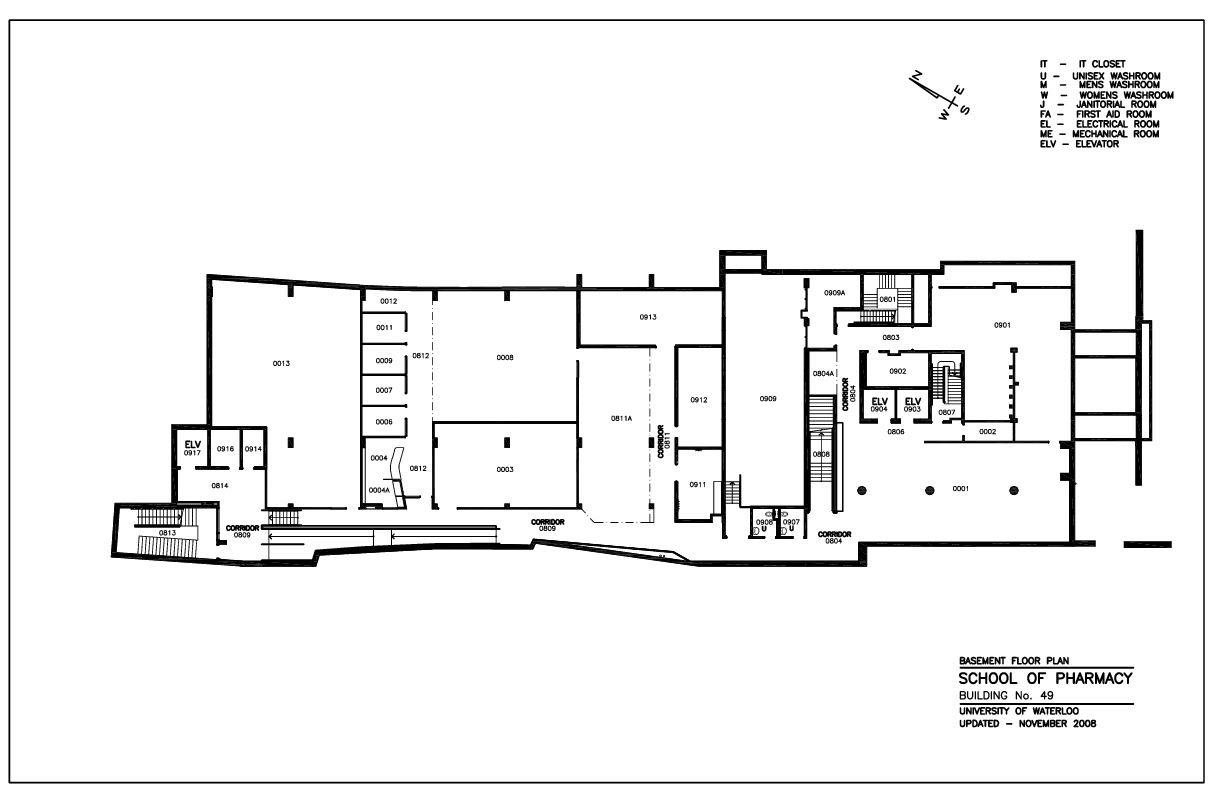 N
E
W
S
IT – IT CLOSET
U – UNISEX WASHROOM
M – MENS WASHROOM
W – WOMENS WASHROOM
J – JANITORIAL ROOM
FA – FIRST AID ROOM
EL – ELECTRICAL ROOM
ME – MECHANICAL ROOM
ELV – ELEVATOR
0012
0011
0009
0007
0006
0812
0013
0008
0913
0909A
0801
0901
0803
0804A
0902
CORRIDOR
0804
0912
0909
0811A
ELV
0904
ELV
0903
0807
0806
0002
CORRIDOR
0811
0808
ELV
0917
0916
0914
0004
0812
0003
0911
0814
0004A
0001
0813
CORRIDOR
0809
CORRIDOR
0809
0908
U
0907
U
CORRIDOR
0804
BASEMENT FLOOR PLAN
SCHOOL OF PHARMACY
BUILDING No. 49
UNIVERSITY OF WATERLOO
UPDATED – NOVEMBER 2008